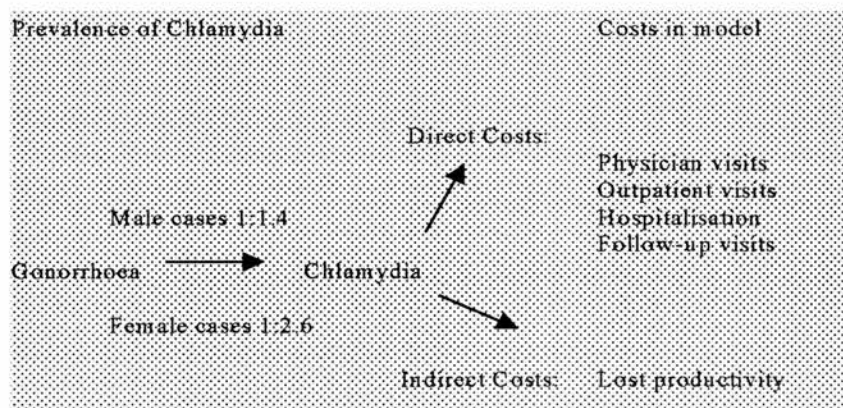 Prevalence of Chlamydia Costs in model
Direct Costs:
Physician visits
Outpatient visits
Hospitalisation
Follow-up visits
Male cases 1:1.4
Gonorrhoea Chlamydia
Female cases 1:2.6
Indirect Costs: Lost productivity